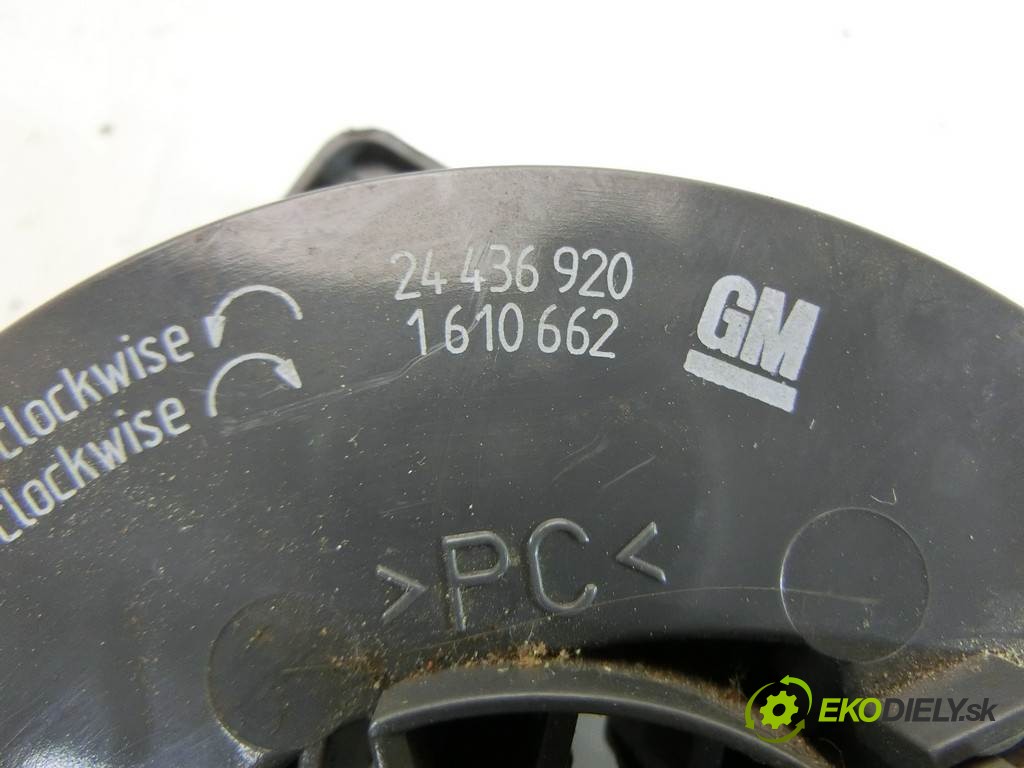 24 436 920
1 610 662
GM
clockwise
clockwise
>PC<
EKODIELY.sk